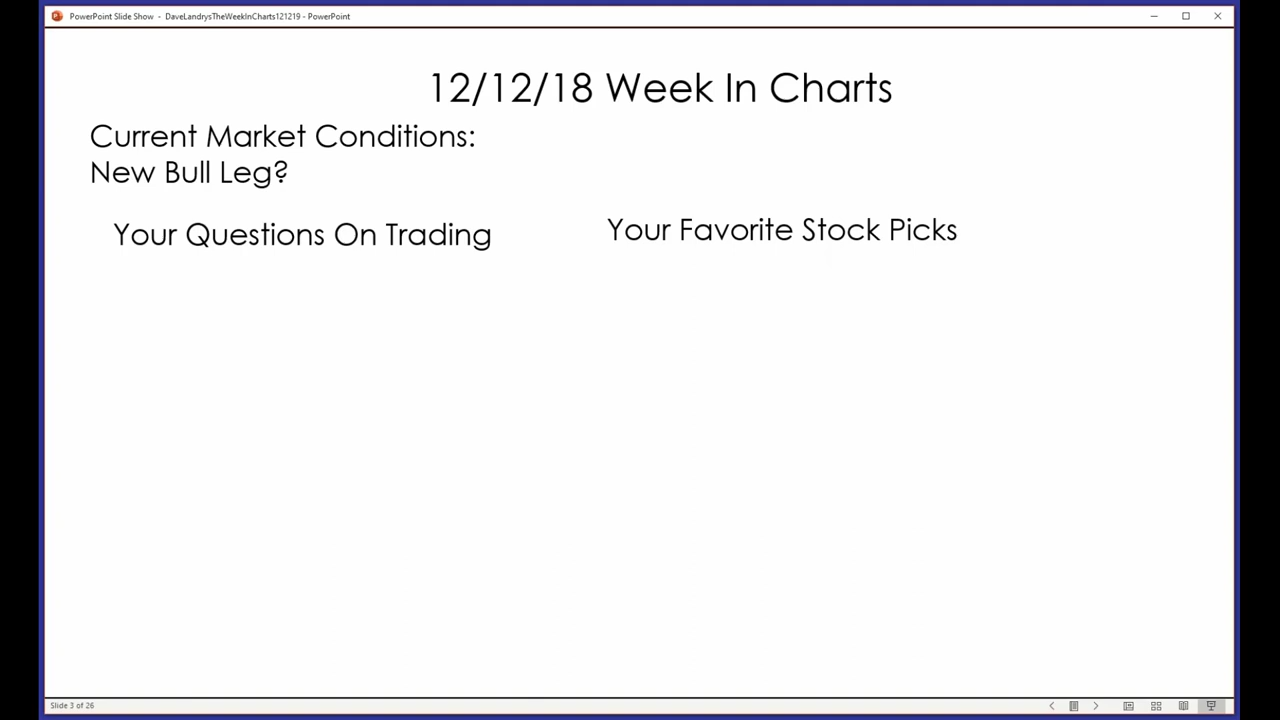 PowerPoint Slide Show - DaveLandrysTheWeekInCharts121219 - PowerPoint
12/12/18 Week In Charts
Current Market Conditions:
New Bull Leg?
Your Questions On Trading
Your Favorite Stock Picks
Slide 3 of 26